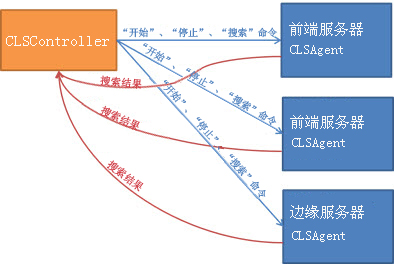 CLSController
“开始”、“停止”、“搜索”命令
前端服务器
CLSAgent
“开始”、“停止”、“搜索”命令
搜索结果
“开始”、“停止”、“搜索”命令
搜索结果
前端服务器
CLSAgent
搜索结果
边缘服务器
CLSAgent